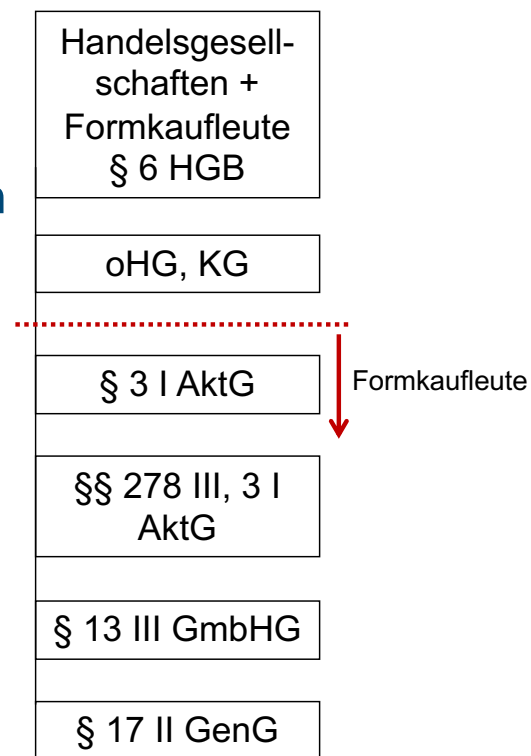 Handelsgesell-
schaften +
Formkaufleute
§ 6 HGB
oHG, KG
§ 3 I AktG
Formkaufleute
§§ 278 III, 3 I
AktG
§ 13 III GmbHG
§ 17 II GenG